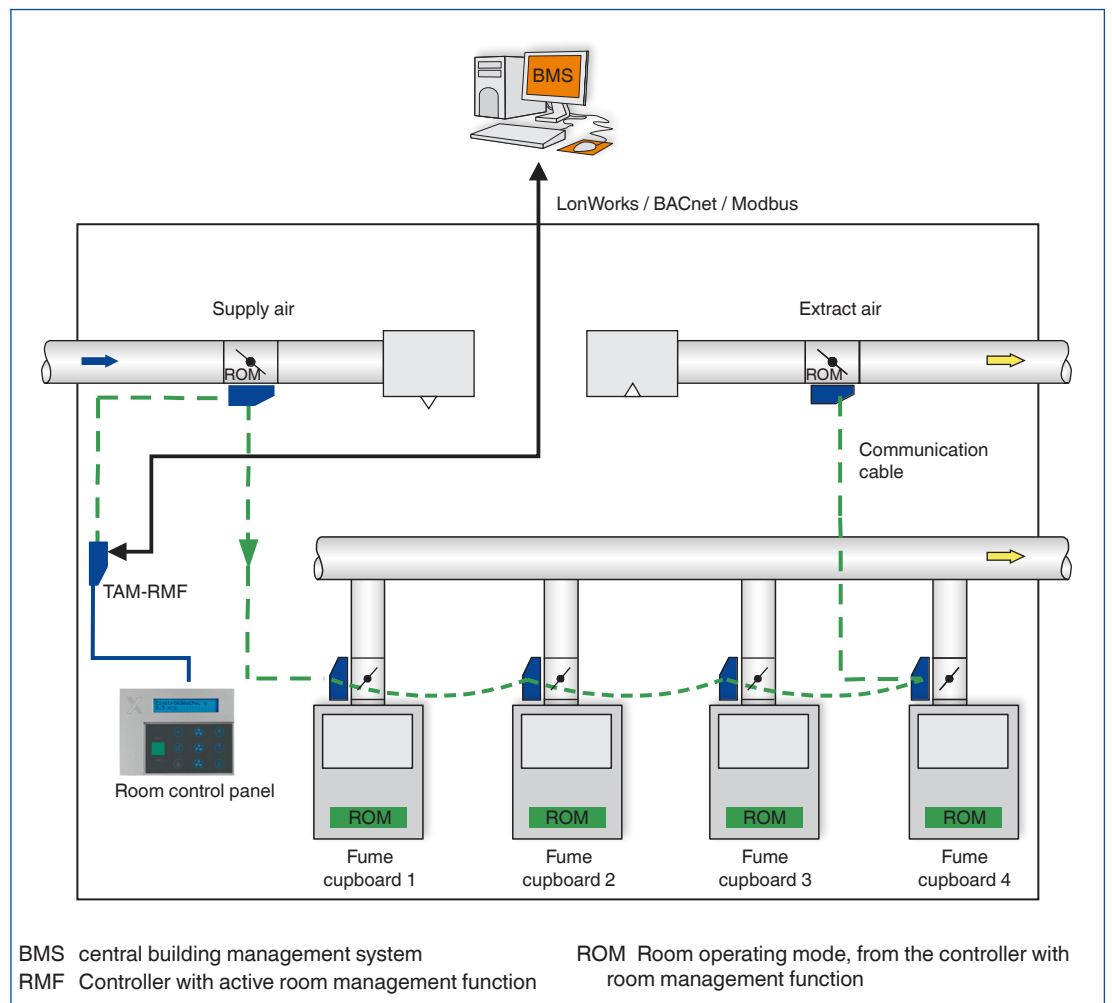 BMS
LonWorks / BACnet / Modbus
Supply air
Extract air
ROM
ROM
Communication
cable
TAM-RMF
Room control panel
ROM
ROM
ROM
ROM
Fume
cupboard 1
Fume
cupboard 2
Fume
cupboard 3
Fume
cupboard 4
BMS central building management system
RMF Controller with active room management function
ROM Room operating mode, from the controller with
room management function